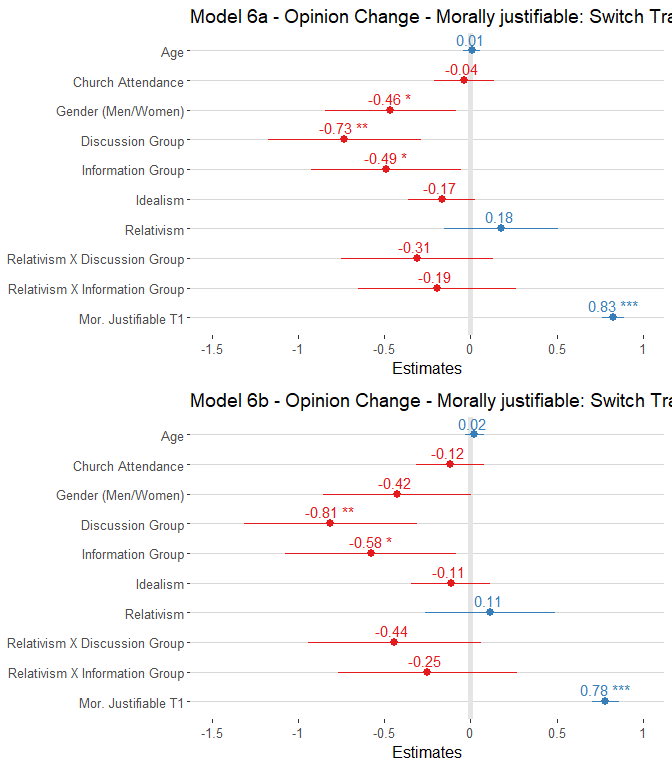 Model 6a - Opinion Change - Morally justifiable: Switch Tra
Age 0.01
Church Attendance -0.04
Gender (Men/Women) -0.46 *
Discussion Group -0.73 **
Information Group -0.49 *
Idealism -0.17
Relativism 0.18
Relativism X Discussion Group -0.31
Relativism X Information Group -0.19
Mor. Justifiable T1 0.83 ***
-1.5 -1 -0.5 0 0.5 1
Estimates
Model 6b - Opinion Change - Morally justifiable: Switch Tra
Age 0.02
Church Attendance -0.12
Gender (Men/Women) -0.42
Discussion Group -0.81 **
Information Group -0.58 *
Idealism -0.11
Relativism 0.11
Relativism X Discussion Group -0.44
Relativism X Information Group -0.25
Mor. Justifiable T1 0.78 ***
-1.5 -1 -0.5 0 0.5 1
Estimates